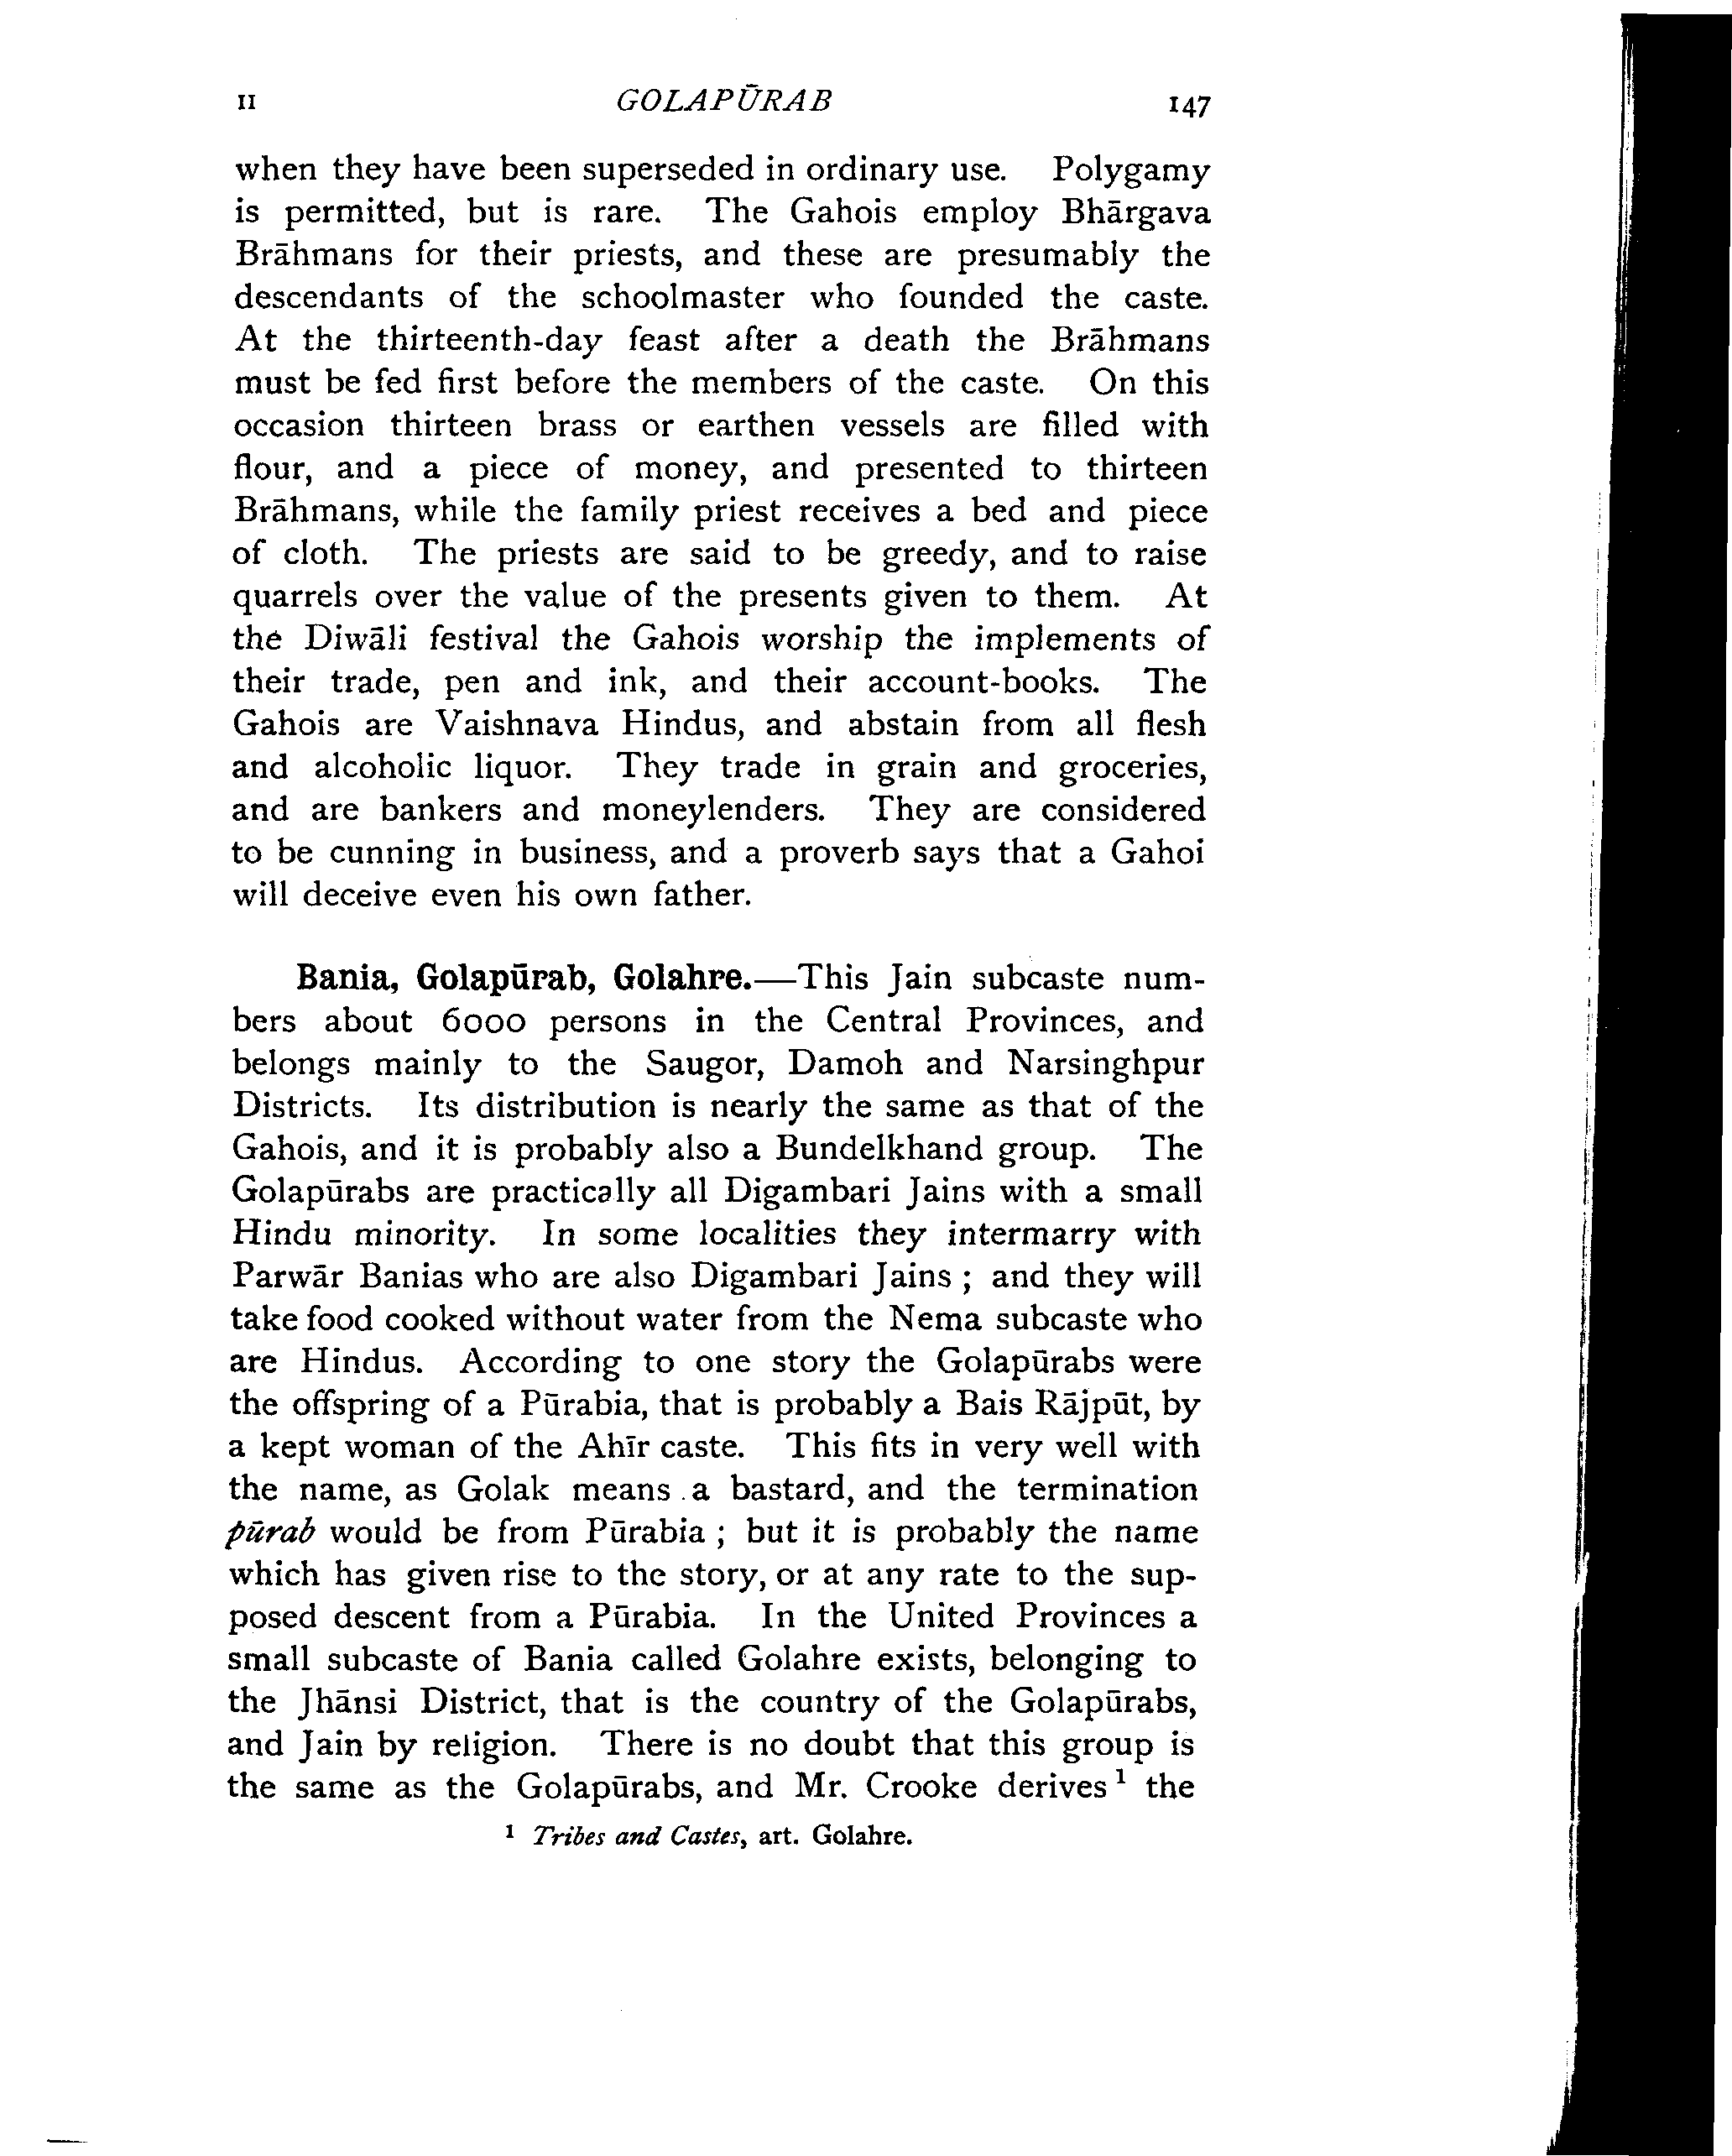 II GOLAPŪRAB 147
when they have been superseded in ordinary use. Polygamy
is permitted, but is rare. The Gahois employ Bhārgava
Brāhmans for their priests, and these are presumably the
descendants of the schoolmaster who founded the caste.
At the thirteenth-day feast after a death the Brāhmans
must be fed first before the members of the caste. On this
occasion thirteen brass or earthen vessels are filled with
flour, and a piece of money, and presented to thirteen
Brāhmans, while the family priest receives a bed and piece
of cloth. The priests are said to be greedy, and to raise
quarrels over the value of the presents given to them. At
the Diwāli festival the Gahois worship the implements of
their trade, pen and ink, and their account-books. The
Gahois are Vaishnava Hindus, and abstain from all flesh
and alcoholic liquor. They trade in grain and groceries,
and are bankers and moneylenders. They are considered
to be cunning in business, and a proverb says that a Gahoi
will deceive even his own father.
Bania, Golapūrab, Golahre.—This Jain subcaste num-
bers about 6000 persons in the Central Provinces, and
belongs mainly to the Saugor, Damoh and Narsinghpur
Districts. Its distribution is nearly the same as that of the
Gahois, and it is probably also a Bundelkhand group. The
Golapūrabs are practically all Digambari Jains with a small
Hindu minority. In some localities they intermarry with
Parwār Banias who are also Digambari Jains ; and they will
take food cooked without water from the Nema subcaste who
are Hindus. According to one story the Golapūrabs were
the offspring of a Pūrabia, that is probably a Bais Rājpūt, by
a kept woman of the Ahīr caste. This fits in very well with
the name, as Golak means a bastard, and the termination
pūrab would be from Pūrabia ; but it is probably the name
which has given rise to the story, or at any rate to the sup-
posed descent from a Pūrabia. In the United Provinces a
small subcaste of Bania called Golahre exists, belonging to
the Jhānsi District, that is the country of the Golapūrabs,
and Jain by religion. There is no doubt that this group is
the same as the Golapūrabs, and Mr. Crooke derives ¹ the
¹ Tribes and Castes, art. Golahre.